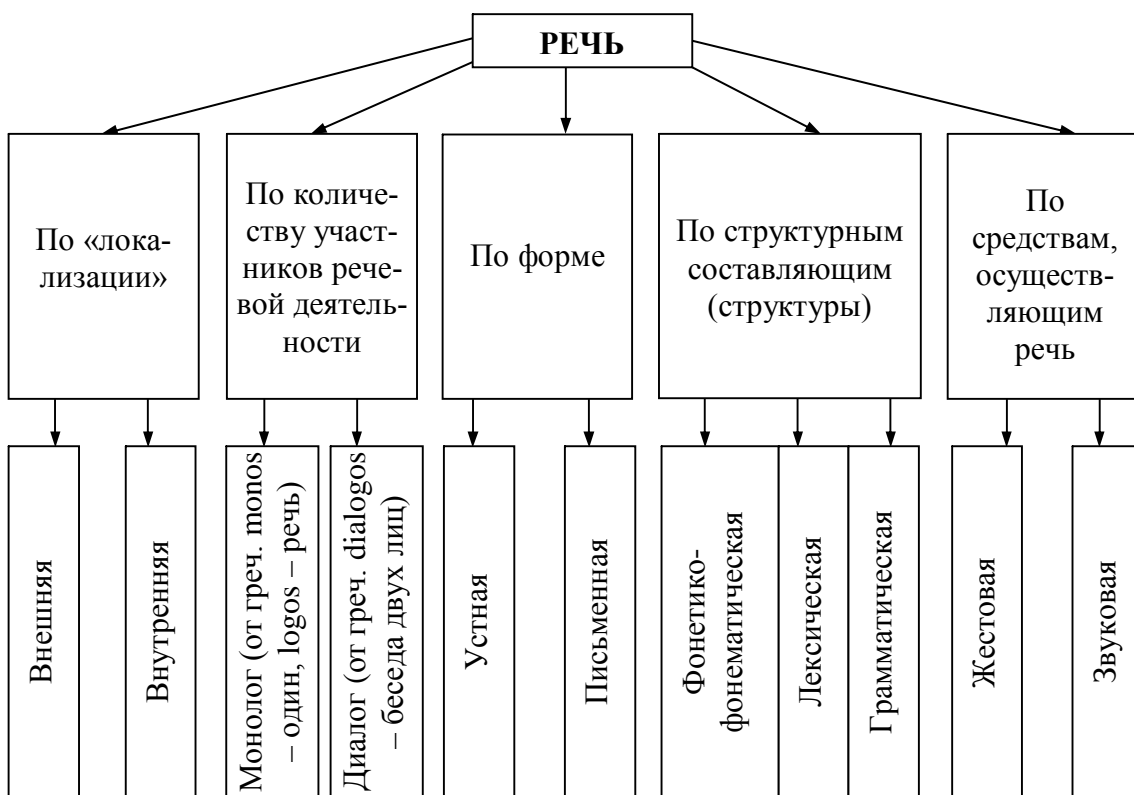 РЕЧЬ
По «лока-
лизации»
По количе-
ству участ-
ников рече-
вой деятель-
ности
По форме
По структурным
составляющим
(структуры)
По
средствам,
осуществ-
ляющим
речь
Внешняя
Внутренняя
Монолог (от греч. monos
– один, logos – речь)
Диалог (от греч. dialogos
– беседа двух лиц)
Устная
Письменная
Фонетико-
фонематическая
Лексическая
Грамматическая
Жестовая
Звуковая